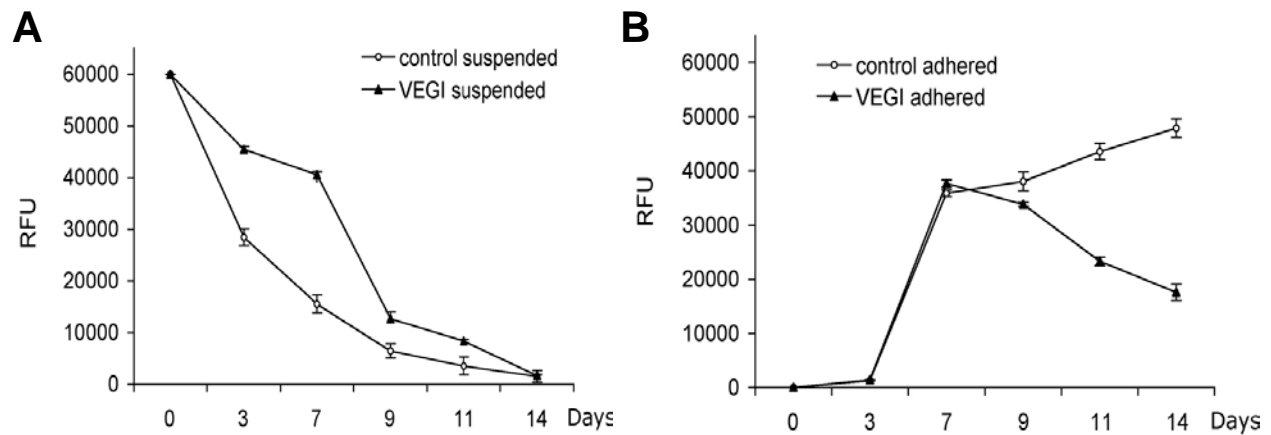 A
control suspended
VEGI suspended
60000
50000
40000
30000
20000
10000
0
RFU
0 3 7 9 11 14 Days
B
control adhered
VEGI adhered
60000
50000
40000
30000
20000
10000
0
RFU
0 3 7 9 11 14 Days